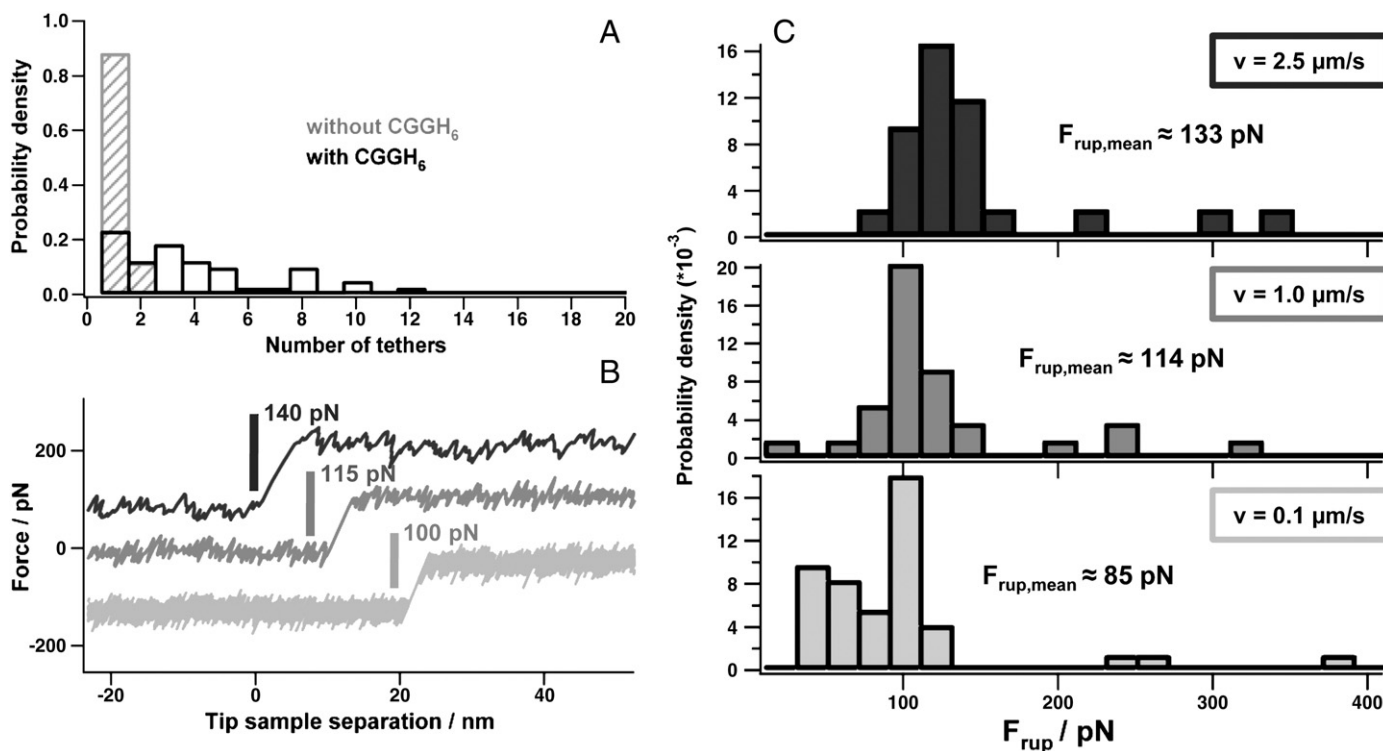 A
Probability density
1.0
0.8
0.6
0.4
0.2
0.0
without CGGH₆
with CGGH₆
0 2 4 6 8 10 12 14 16 18 20
Number of tethers
B
Force / pN
200
0
-200
140 pN
115 pN
100 pN
-20 0 20 40
Tip sample separation / nm
C
Probability density (*10⁻³)
16
12
8
4
0
v = 2.5 µm/s
F_rup,mean ≈ 133 pN
20
16
12
8
4
0
v = 1.0 µm/s
F_rup,mean ≈ 114 pN
16
12
8
4
0
v = 0.1 µm/s
F_rup,mean ≈ 85 pN
100 200 300 400
F_rup / pN